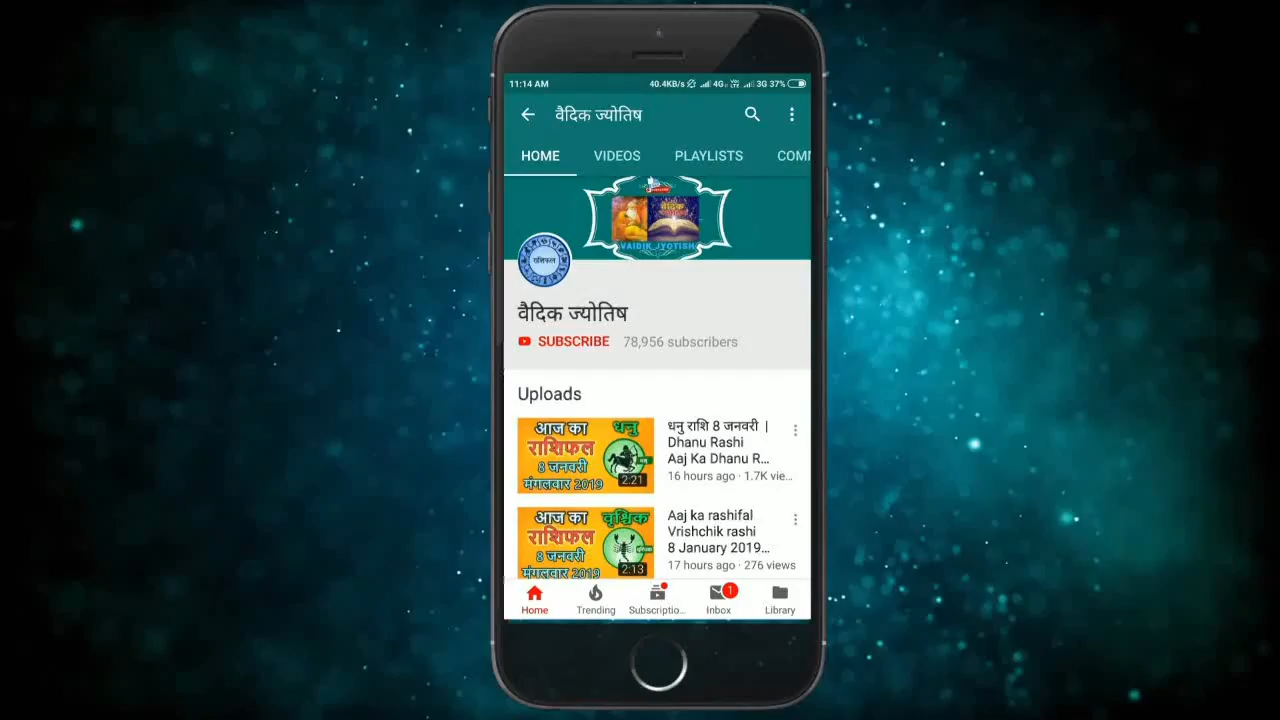 11:14 AM
40.4KB/s 4G 3G 37%
वैदिक ज्योतिष
HOME VIDEOS PLAYLISTS COMM
वैदिक
VAIDIK JYOTISH
राशिफल
वैदिक ज्योतिष
SUBSCRIBE 78,956 subscribers
Uploads
आज का धनु
राशिफल
8 जनवरी
मंगलवार 2019
2:21
धनु राशि 8 जनवरी |
Dhanu Rashi
Aaj Ka Dhanu R...
16 hours ago · 1.7K vie...
आज का वृश्चिक
राशिफल
8 जनवरी
मंगलवार 2019
2:13
Aaj ka rashifal
Vrishchik rashi
8 January 2019...
17 hours ago · 276 views
Home Trending Subscriptio... Inbox Library
1